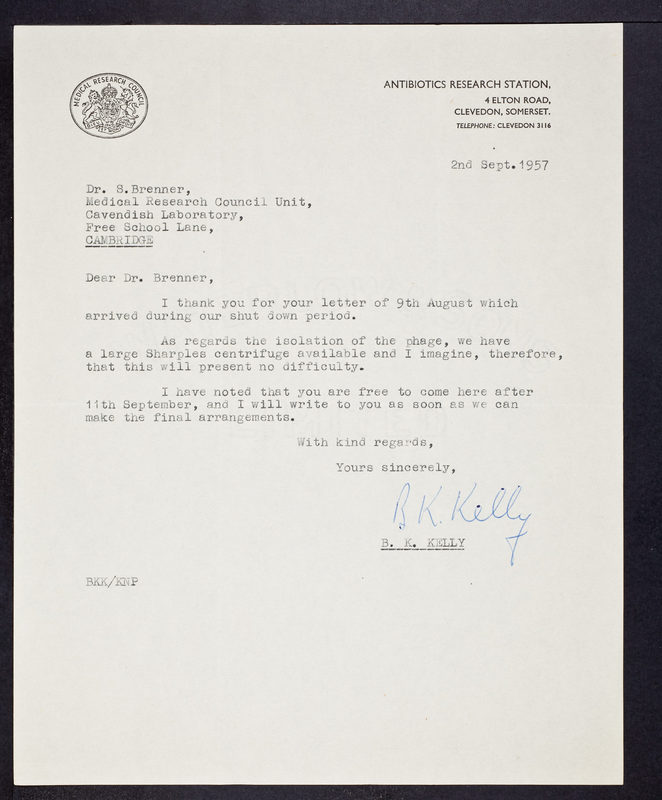 MEDICAL RESEARCH COUNCIL
ANTIBIOTICS RESEARCH STATION,
4 ELTON ROAD,
CLEVEDON, SOMERSET.
TELEPHONE: CLEVEDON 3116
2nd Sept.1957
Dr. S.Brenner,
Medical Research Council Unit,
Cavendish Laboratory,
Free School Lane,
CAMBRIDGE
Dear Dr. Brenner,
I thank you for your letter of 9th August which
arrived during our shut down period.
As regards the isolation of the phage, we have
a large Sharples centrifuge available and I imagine, therefore,
that this will present no difficulty.
I have noted that you are free to come here after
11th September, and I will write to you as soon as we can
make the final arrangements.
With kind regards,
Yours sincerely,
B K. Kelly
B. K. KELLY
BKK/KNP